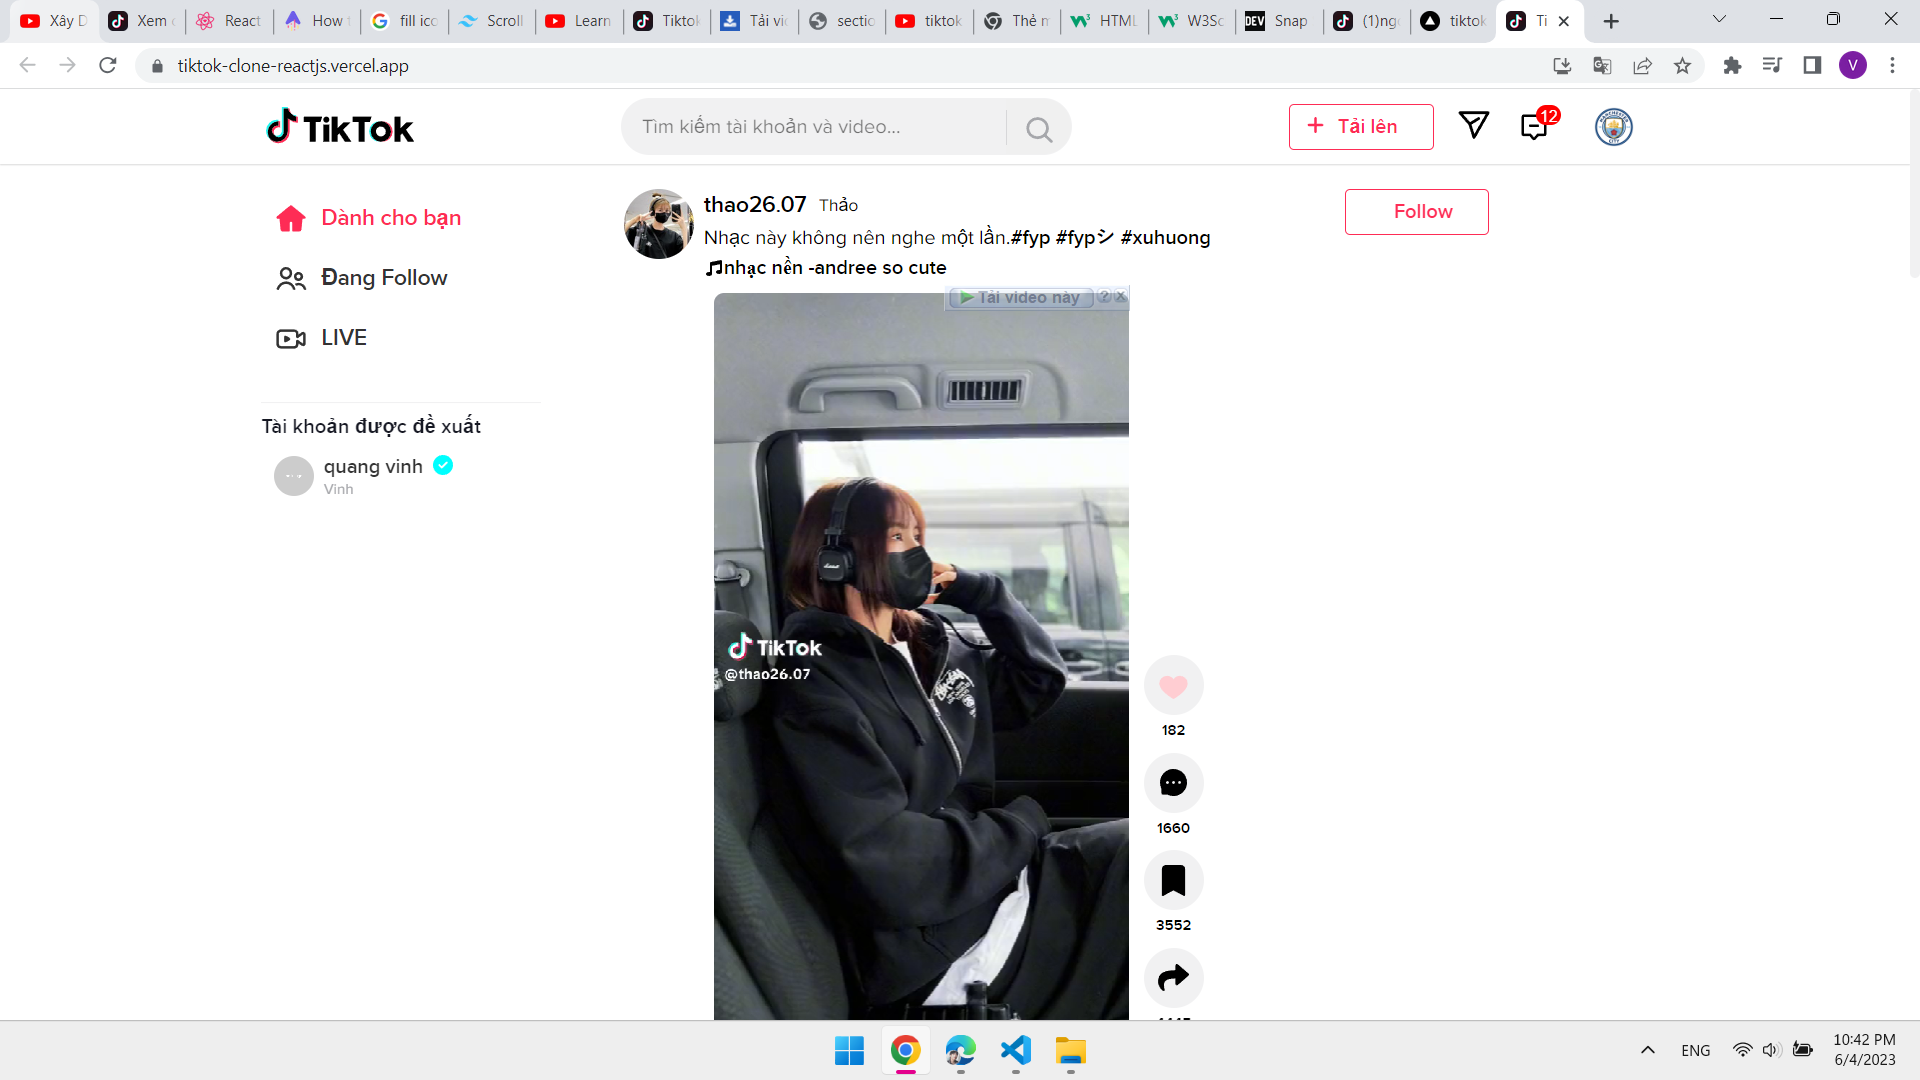 Xây D
Xem c
React
How t
fill ico
Scroll
Learn
Tiktok
Tải vid
sectio
tiktok
Thẻ m
HTML
W3Sc
DEV Snap
(1)ngọ
tiktok
Ti
tiktok-clone-reactjs.vercel.app
V
TikTok
Tìm kiếm tài khoản và video...
Tải lên
12
Dành cho bạn
Đang Follow
LIVE
Tài khoản được đề xuất
quang vinh
Vinh
thao26.07 Thảo
Follow
Nhạc này không nên nghe một lần.#fyp #fypシ #xuhuong
nhạc nền -andree so cute
Tải video này
TikTok
@thao26.07
182
1660
3552
ENG
10:42 PM
6/4/2023